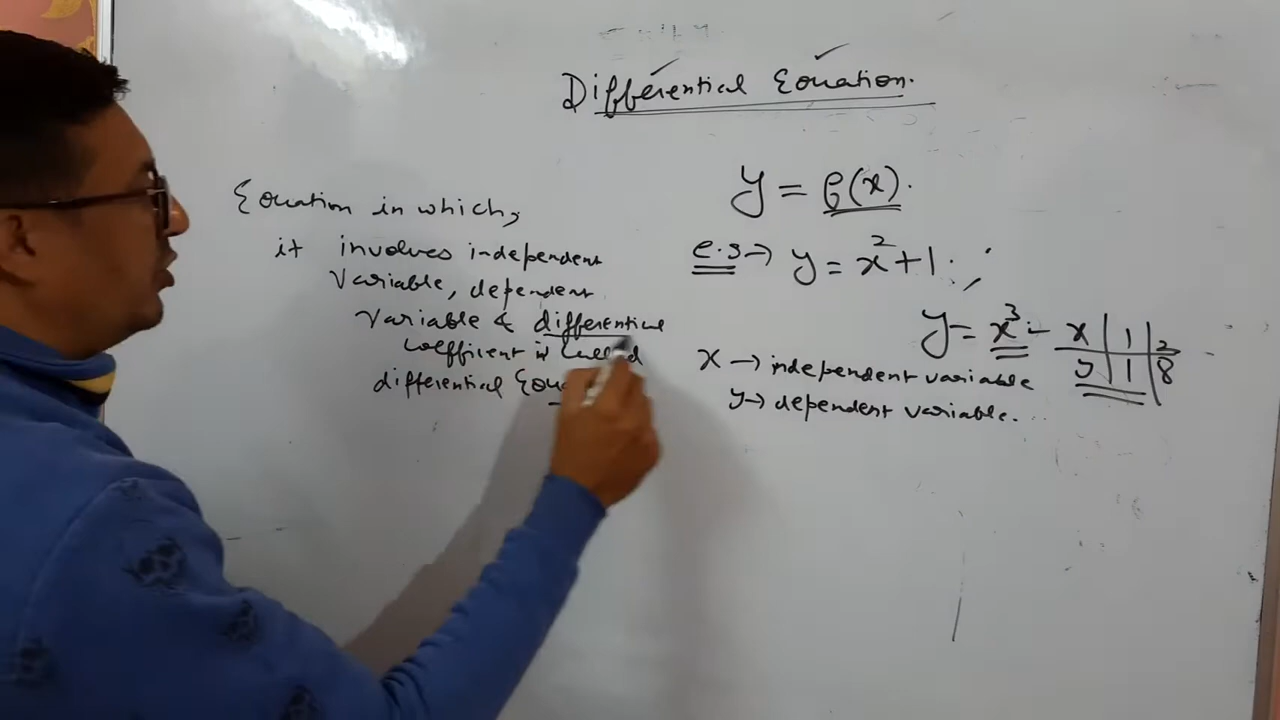 Differential Equation.
Equation in which,
it involves independent
variable, dependent
variable & differential
coefficient is called
differential
y = f(x).
e.g → y = x² + 1.
y = x³ -
x | 1 | 2
y | 1 | 8
x → independent variable
y → dependent variable.